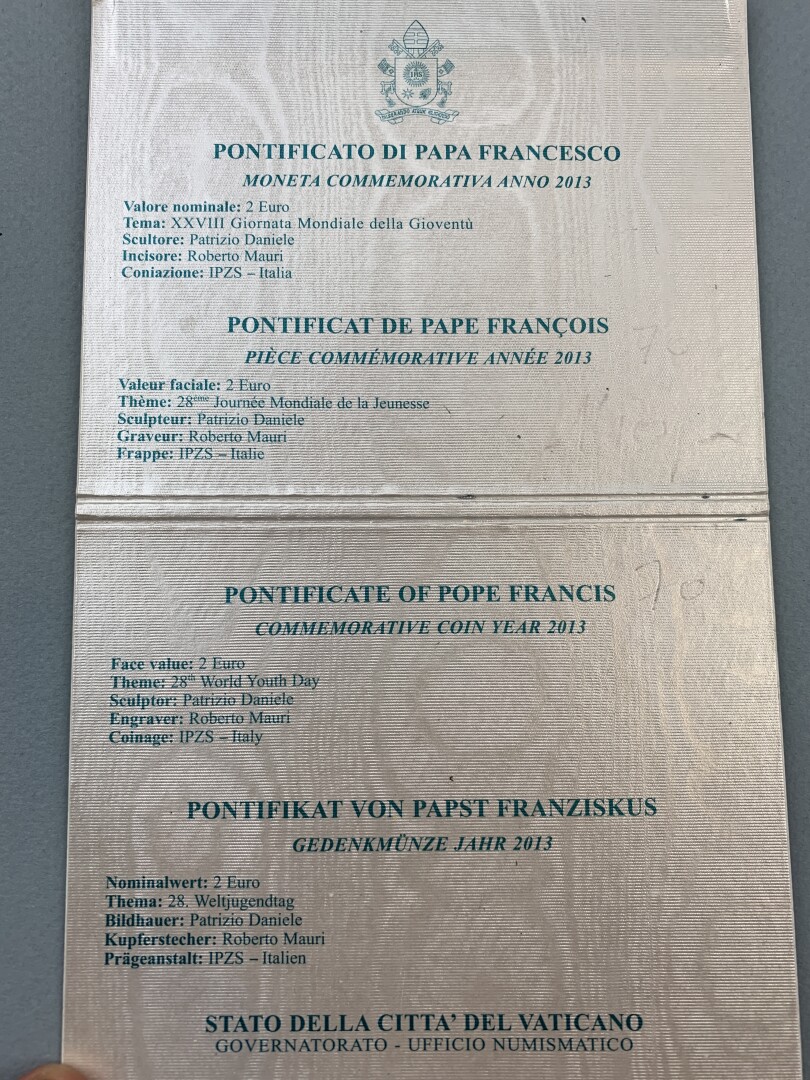 IHS
MISERANDO ATQUE ELIGENDO
PONTIFICATO DI PAPA FRANCESCO
MONETA COMMEMORATIVA ANNO 2013
Valore nominale: 2 Euro
Tema: XXVIII Giornata Mondiale della Gioventù
Scultore: Patrizio Daniele
Incisore: Roberto Mauri
Coniazione: IPZS – Italia
PONTIFICAT DE PAPE FRANÇOIS
PIÈCE COMMÉMORATIVE ANNÉE 2013
Valeur faciale: 2 Euro
Thème: 28ème Journée Mondiale de la Jeunesse
Sculpteur: Patrizio Daniele
Graveur: Roberto Mauri
Frappe: IPZS – Italie
PONTIFICATE OF POPE FRANCIS
70
COMMEMORATIVE COIN YEAR 2013
Face value: 2 Euro
Theme: 28th World Youth Day
Sculptor: Patrizio Daniele
Engraver: Roberto Mauri
Coinage: IPZS – Italy
PONTIFIKAT VON PAPST FRANZISKUS
GEDENKMÜNZE JAHR 2013
Nominalwert: 2 Euro
Thema: 28. Weltjugendtag
Bildhauer: Patrizio Daniele
Kupferstecher: Roberto Mauri
Prägeanstalt: IPZS – Italien
STATO DELLA CITTA' DEL VATICANO
GOVERNATORATO - UFFICIO NUMISMATICO